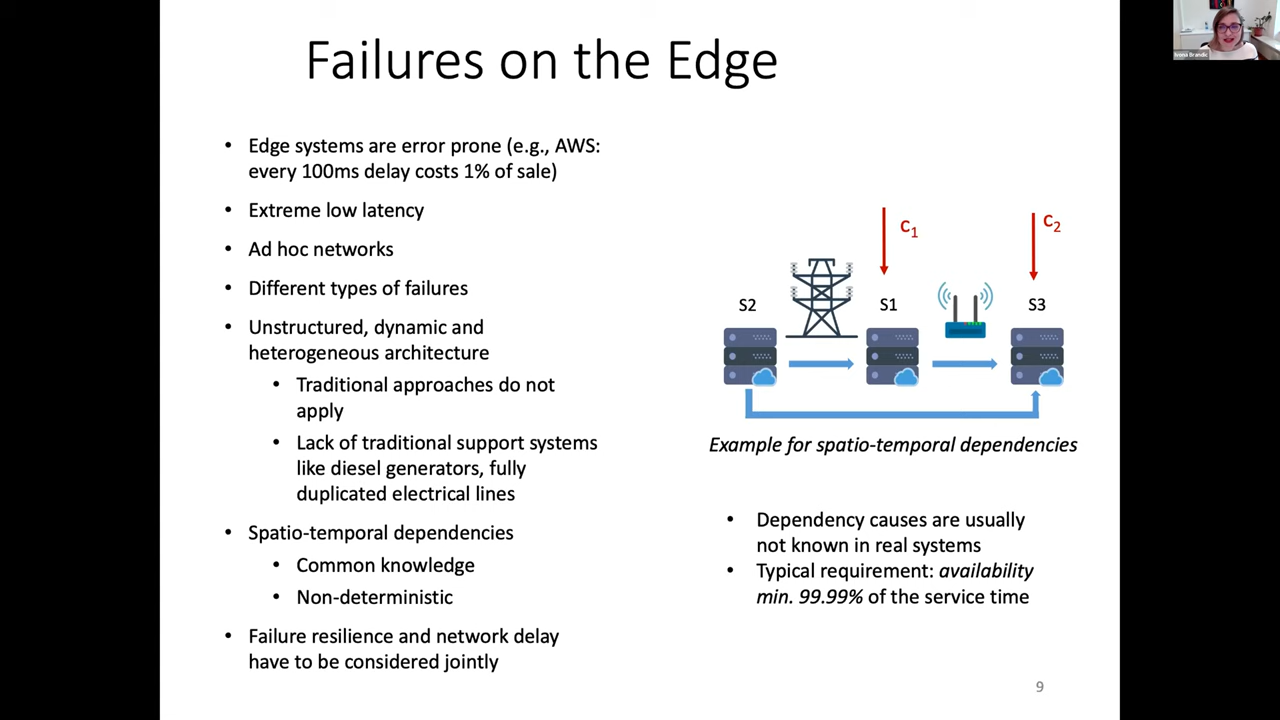 Failures on the Edge
• Edge systems are error prone (e.g., AWS:
every 100ms delay costs 1% of sale)
• Extreme low latency
• Ad hoc networks
• Different types of failures
• Unstructured, dynamic and
heterogeneous architecture
• Traditional approaches do not
apply
• Lack of traditional support systems
like diesel generators, fully
duplicated electrical lines
• Spatio-temporal dependencies
• Common knowledge
• Non-deterministic
• Failure resilience and network delay
have to be considered jointly
C₁
C₂
S2
S1
S3
Example for spatio-temporal dependencies
• Dependency causes are usually
not known in real systems
• Typical requirement: availability
min. 99.99% of the service time
9
Ivona Brandic